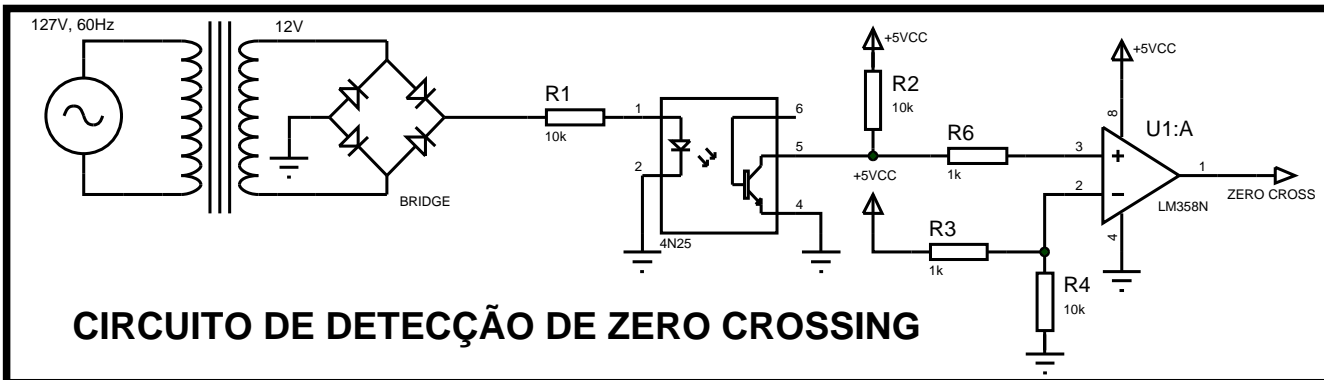 127V, 60Hz
12V
BRIDGE
R1
10k
1
2
6
5
4
4N25
+5VCC
R2
10k
R6
1k
+5VCC
R3
1k
R4
10k
+5VCC
8
U1:A
3
2
1
4
LM358N
ZERO CROSS
CIRCUITO DE DETECÇÃO DE ZERO CROSSING